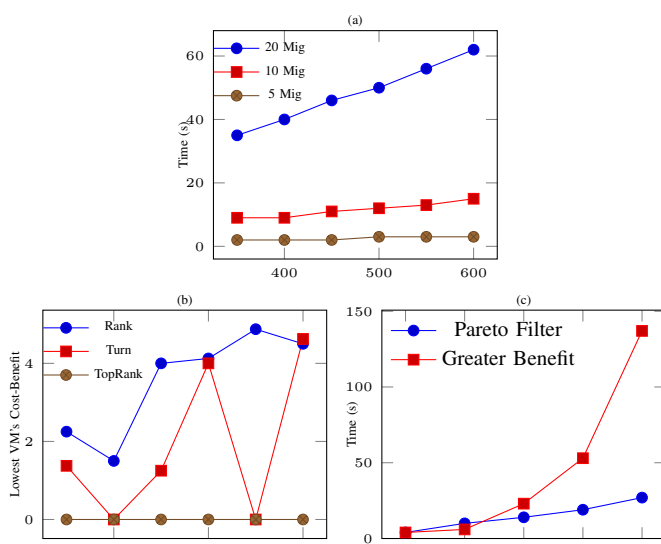 (a)
60
40
20
0
Time (s)
20 Mig
10 Mig
5 Mig
400
500
600
(b)
4
2
0
Lowest VM's Cost-Benefit
Rank
Turn
TopRank
(c)
150
100
50
0
Time (s)
Pareto Filter
Greater Benefit